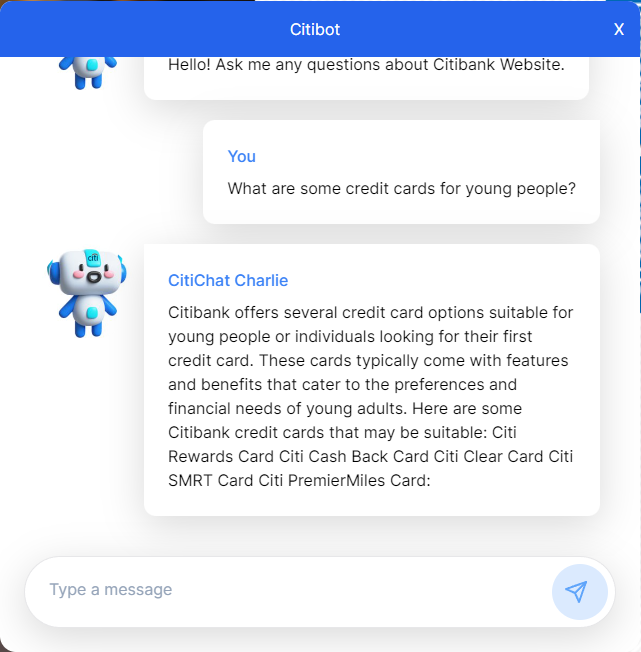 Citibot
X
Hello! Ask me any questions about Citibank Website.
You
What are some credit cards for young people?
citi
CitiChat Charlie
Citibank offers several credit card options suitable for
young people or individuals looking for their first
credit card. These cards typically come with features
and benefits that cater to the preferences and
financial needs of young adults. Here are some
Citibank credit cards that may be suitable: Citi
Rewards Card Citi Cash Back Card Citi Clear Card Citi
SMRT Card Citi PremierMiles Card:
Type a message